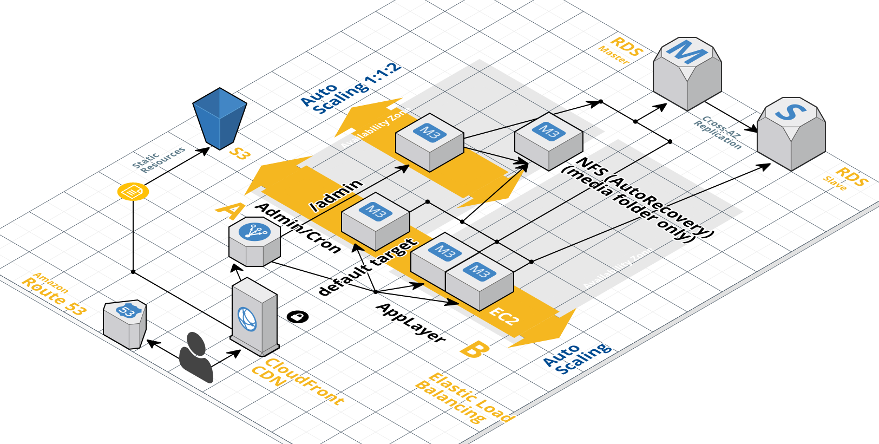 RDS
Master
M
S
Cross-AZ
Replication
RDS
Slave
Auto
Scaling 1:1:2
Static
Resources
S3
M3
M3
NFS (AutoRecovery)
(media folder only)
/admin
A
Admin/Cron
M3
default target
M3
M3
EC2
AppLayer
B
Auto
Scaling
Amazon
Route 53
53
CloudFront
CDN
Elastic Load
Balancing